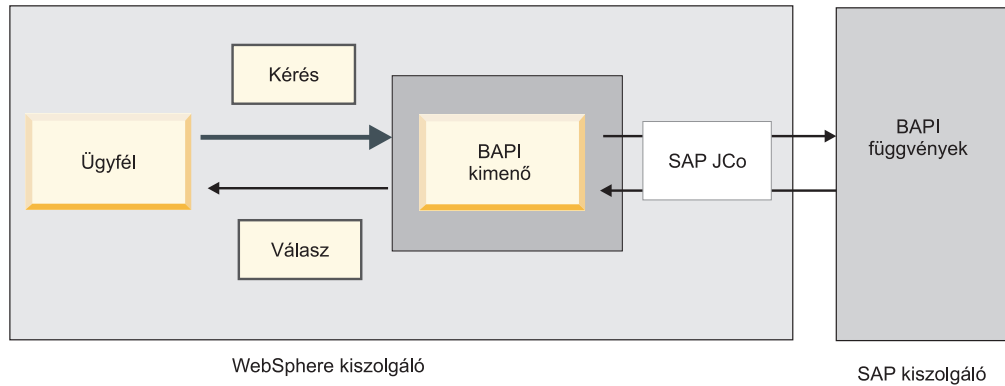 Kérés
Ügyfél
BAPI
kimenő
SAP JCo
BAPI
függvények
Válasz
WebSphere kiszolgáló
SAP kiszolgáló